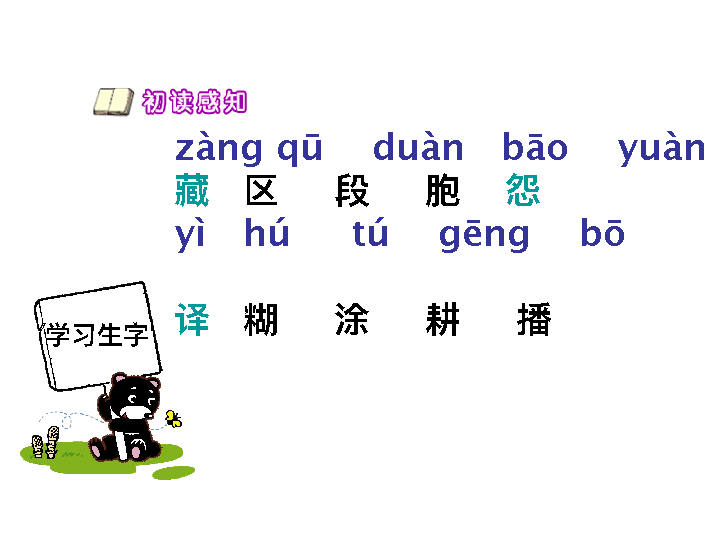 初读感知
zàng qū duàn bāo yuàn
藏 区 段 胞 怨
yì hú tú gēng bō
译 糊 涂 耕 播
学习生字